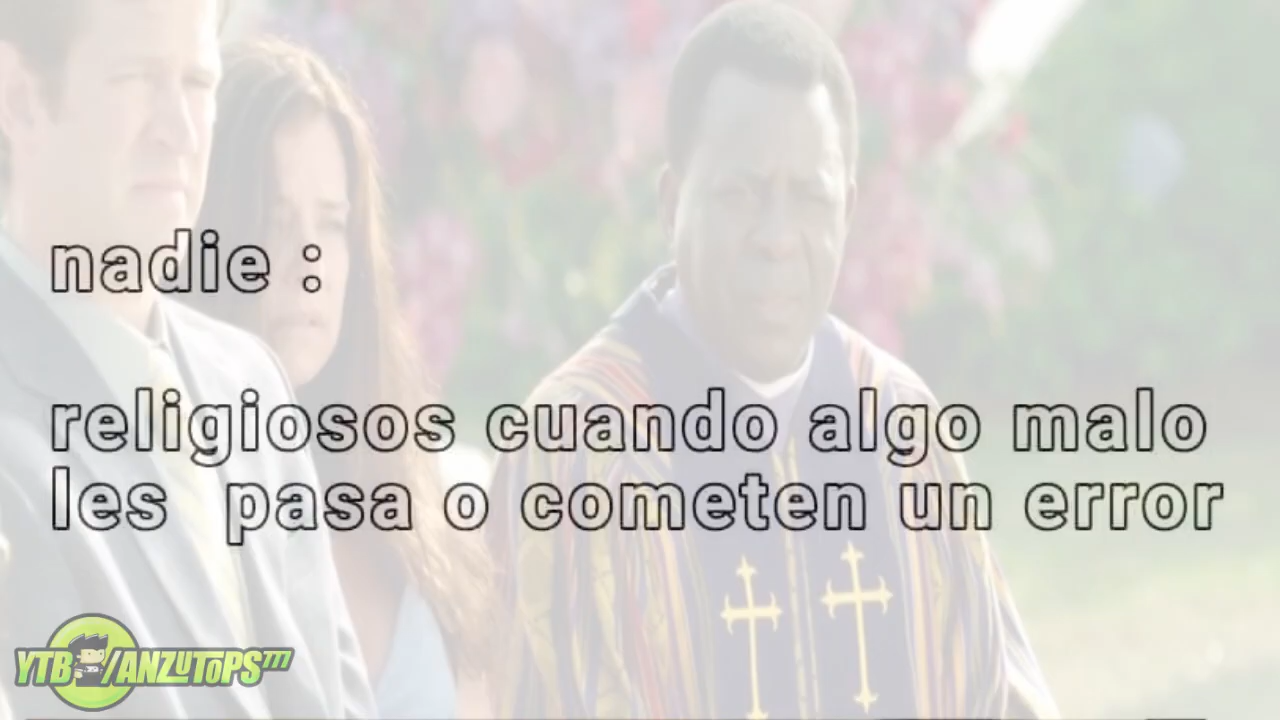 nadie :
religiosos cuando algo malo
les pasa o cometen un error
YTB /ANZUTOPS777